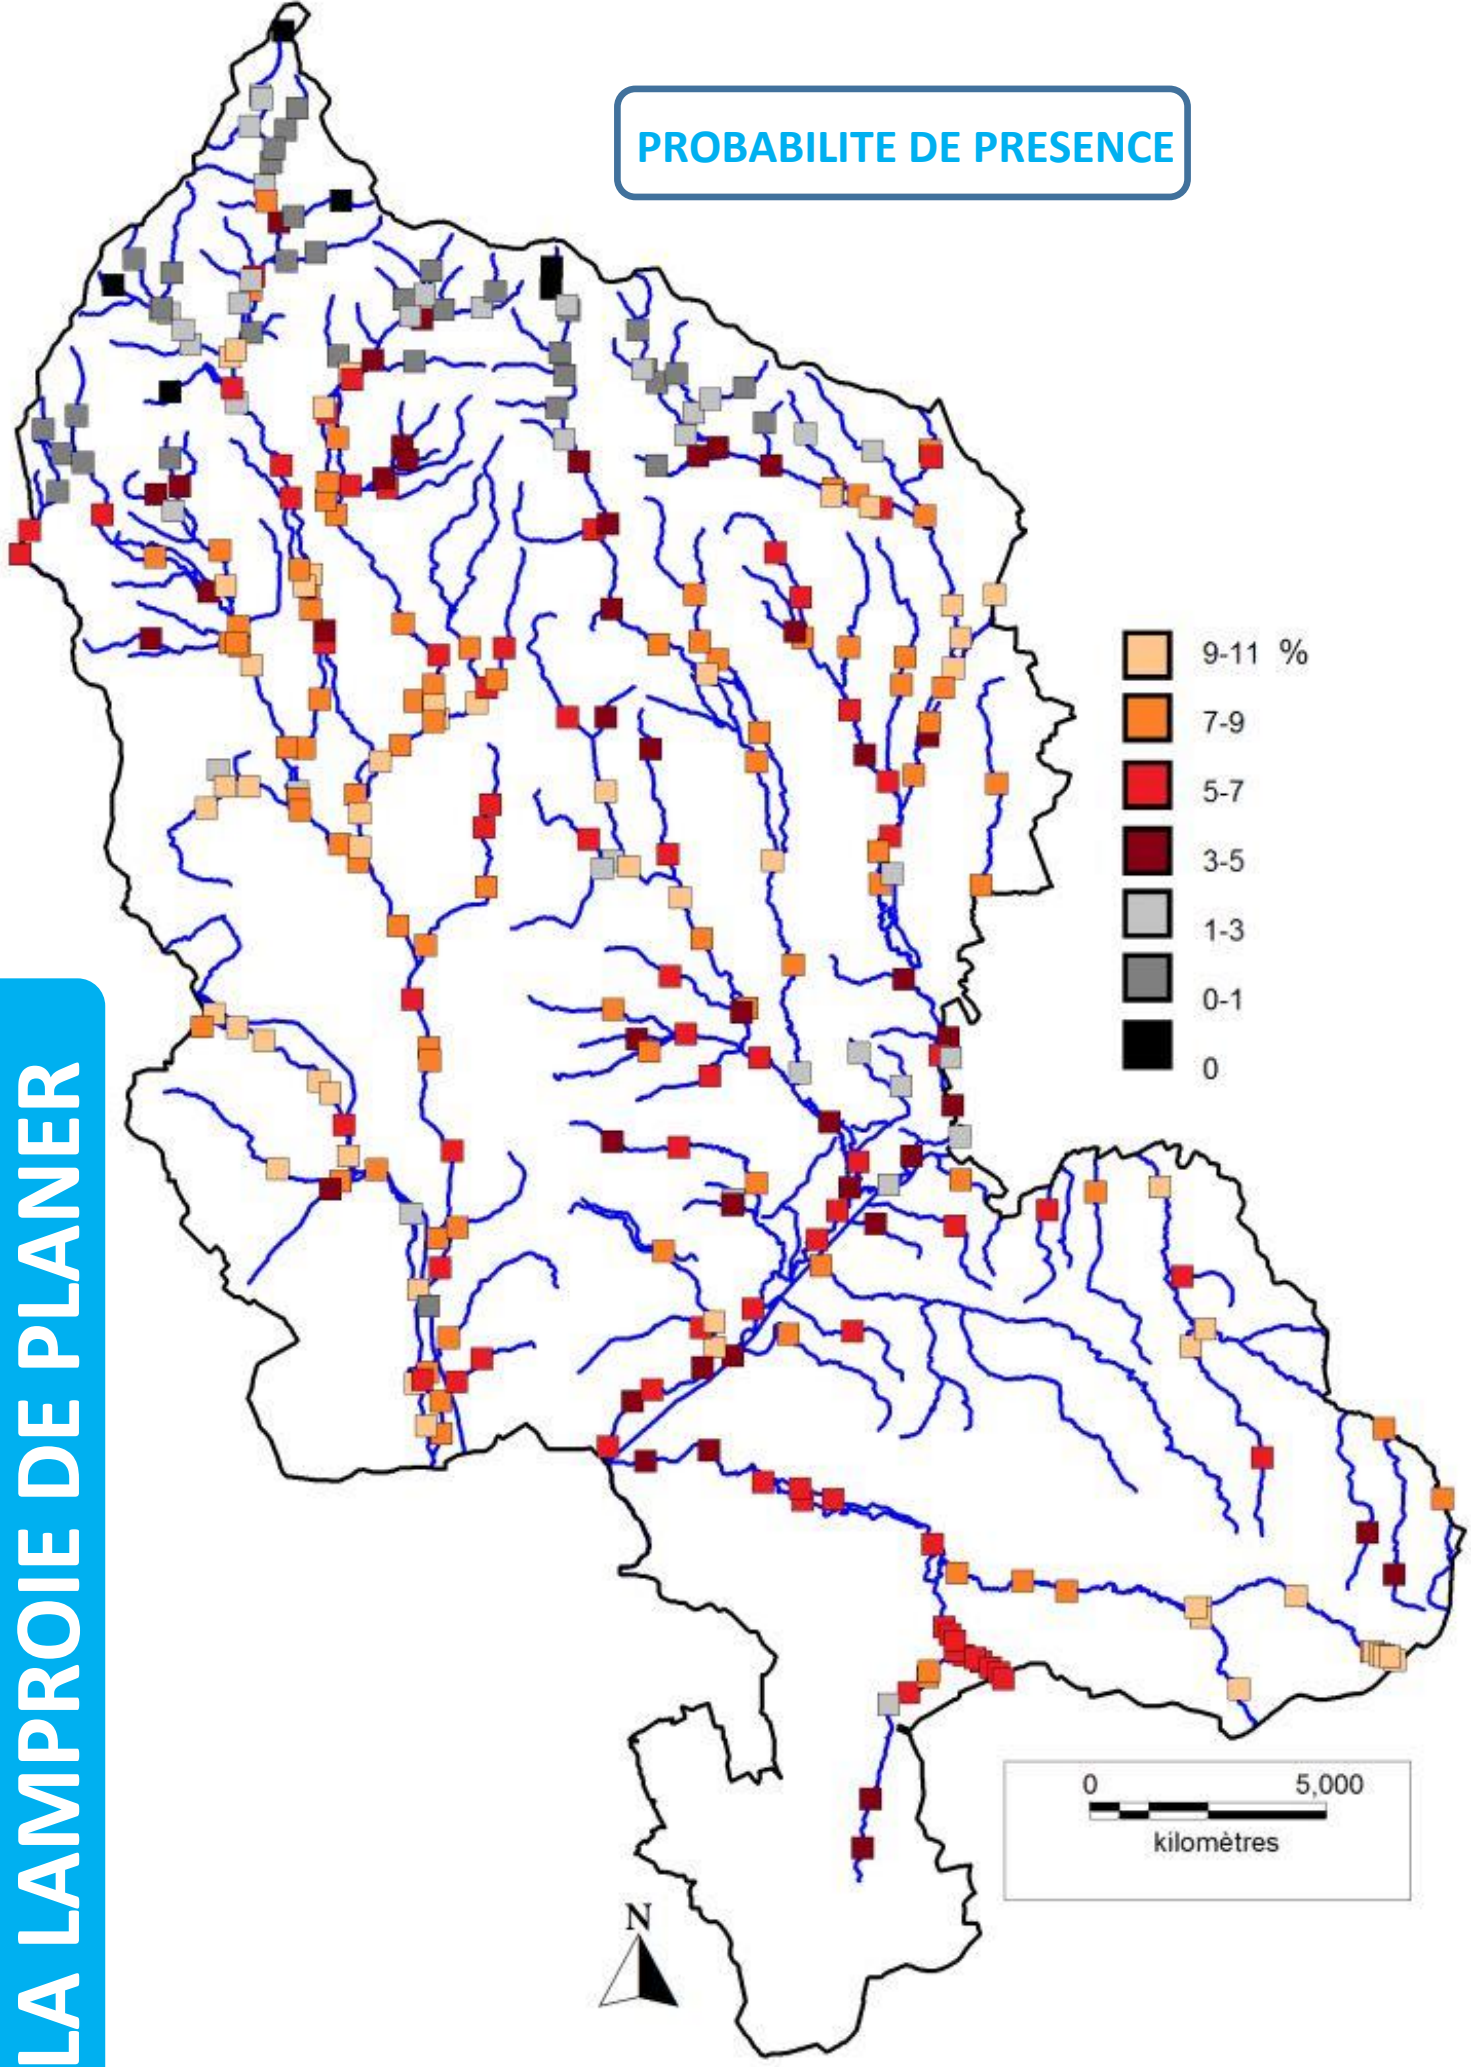 PROBABILITE DE PRESENCE
9-11 %
7-9
5-7
3-5
1-3
0-1
0
LA LAMPROIE DE PLANER
0 5,000
kilomètres
N